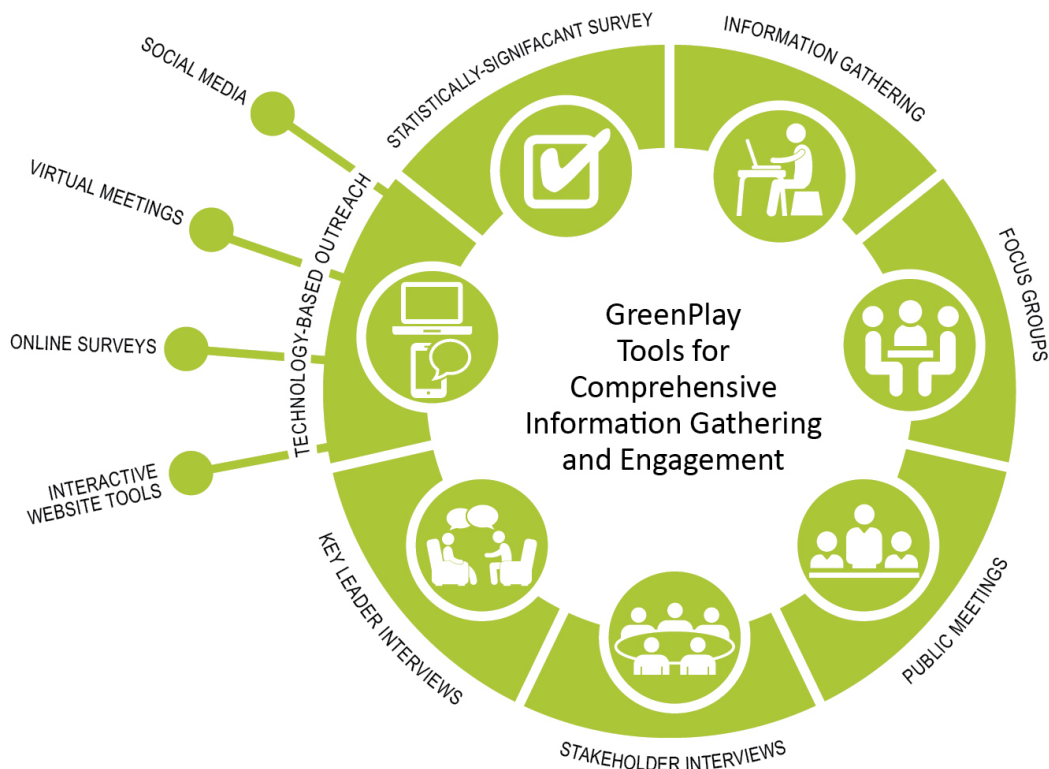 SOCIAL MEDIA
VIRTUAL MEETINGS
ONLINE SURVEYS
INTERACTIVE
WEBSITE TOOLS
TECHNOLOGY-BASED OUTREACH
STATISTICALLY-SIGNIFACANT SURVEY
INFORMATION GATHERING
FOCUS GROUPS
PUBLIC MEETINGS
STAKEHOLDER INTERVIEWS
KEY LEADER INTERVIEWS
GreenPlay
Tools for
Comprehensive
Information Gathering
and Engagement